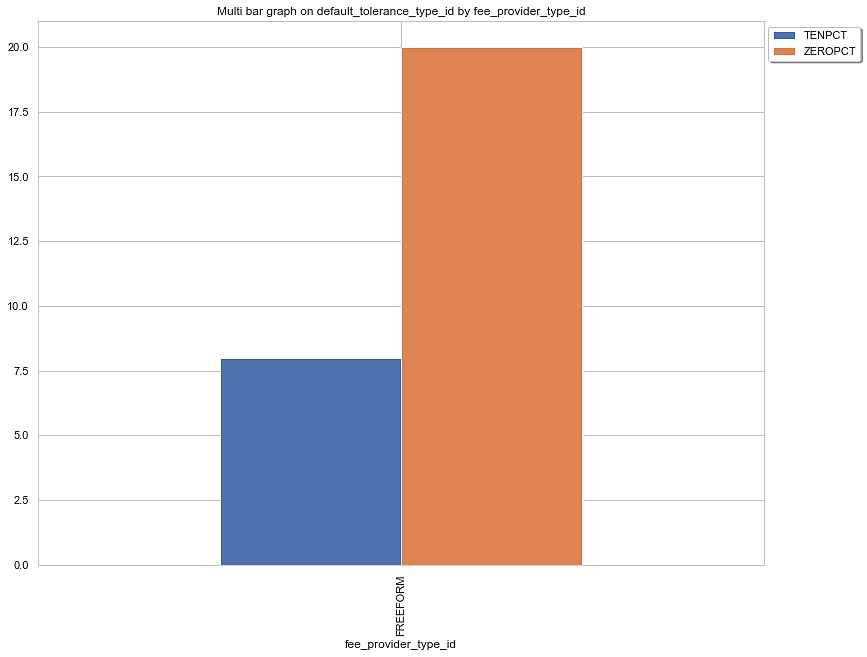 Multi bar graph on default_tolerance_type_id by fee_provider_type_id
TENPCT
ZEROPCT
20.0
17.5
15.0
12.5
10.0
7.5
5.0
2.5
0.0
FREEFORM
fee_provider_type_id